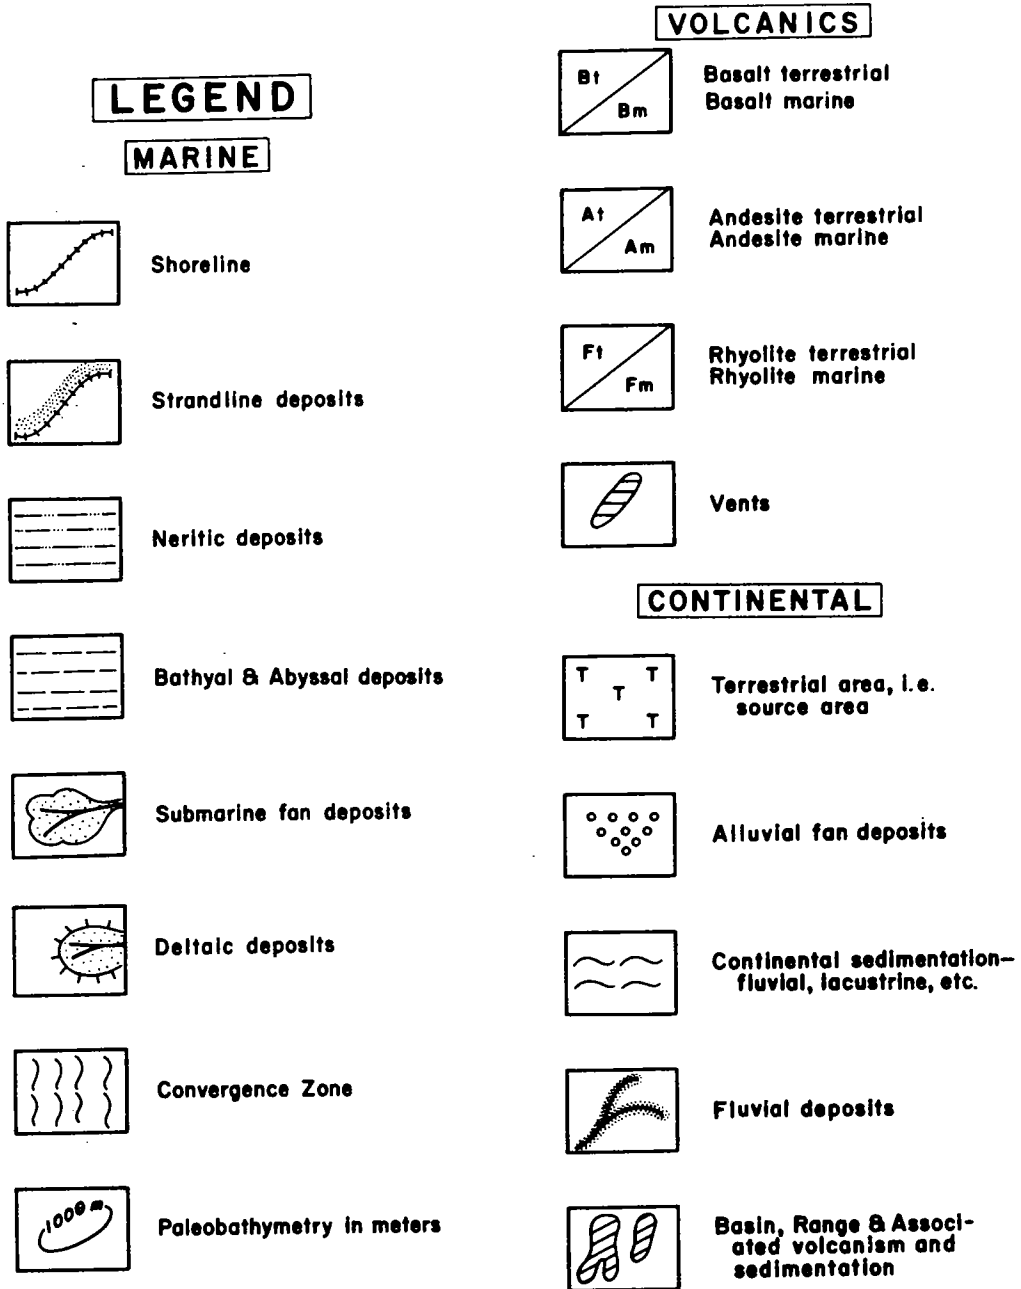 LEGEND
MARINE
Shoreline
Strandline deposits
Neritic deposits
Bathyal & Abyssal deposits
Submarine fan deposits
Deltaic deposits
Convergence Zone
1000 m
Paleobathymetry in meters
VOLCANICS
Bt
Bm
Basalt terrestrial
Basalt marine
At
Am
Andesite terrestrial
Andesite marine
Ft
Fm
Rhyolite terrestrial
Rhyolite marine
Vents
CONTINENTAL
T T
T
T T
Terrestrial area, i.e.
source area
Alluvial fan deposits
Continental sedimentation–
fluvial, lacustrine, etc.
Fluvial deposits
Basin, Range & Associ-
ated volcanism and
sedimentation